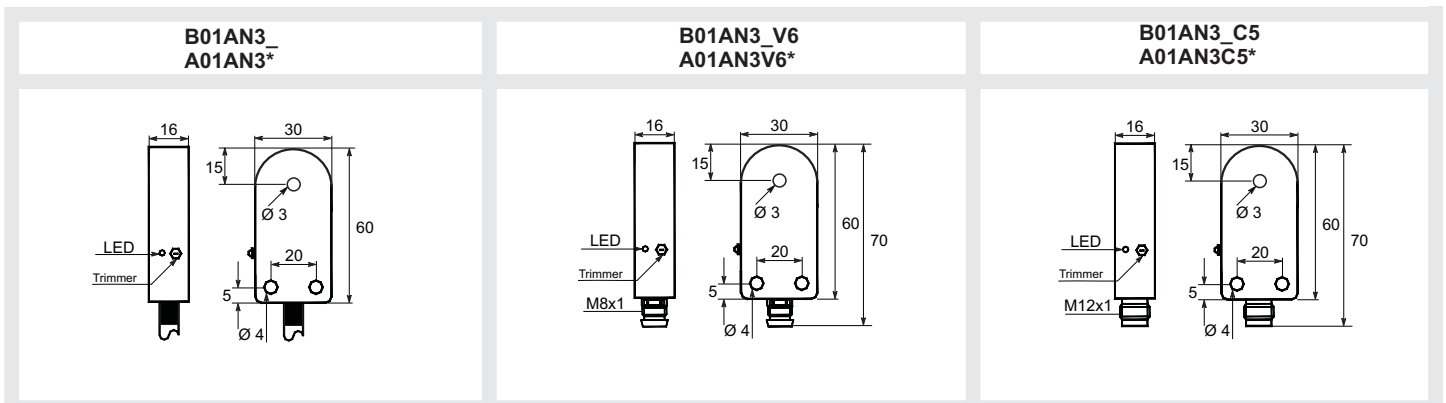 B01AN3_
A01AN3*
B01AN3_V6
A01AN3V6*
B01AN3_C5
A01AN3C5*
16
30
15
Ø 3
60
LED
20
Trimmer
5
Ø 4
16
30
15
Ø 3
60
70
LED
20
Trimmer
5
M8x1
Ø 4
16
30
15
Ø 3
60
70
LED
20
Trimmer
5
M12x1
Ø 4